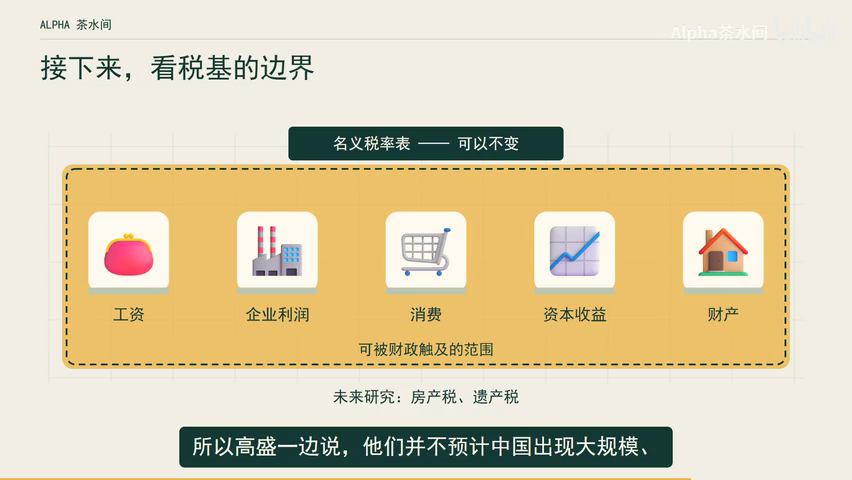 ALPHA 茶水间
Alpha茶水间
接下来，看税基的边界
名义税率表 —— 可以不变
工资
企业利润
消费
资本收益
财产
可被财政触及的范围
未来研究：房产税、遗产税
所以高盛一边说，他们并不预计中国出现大规模、